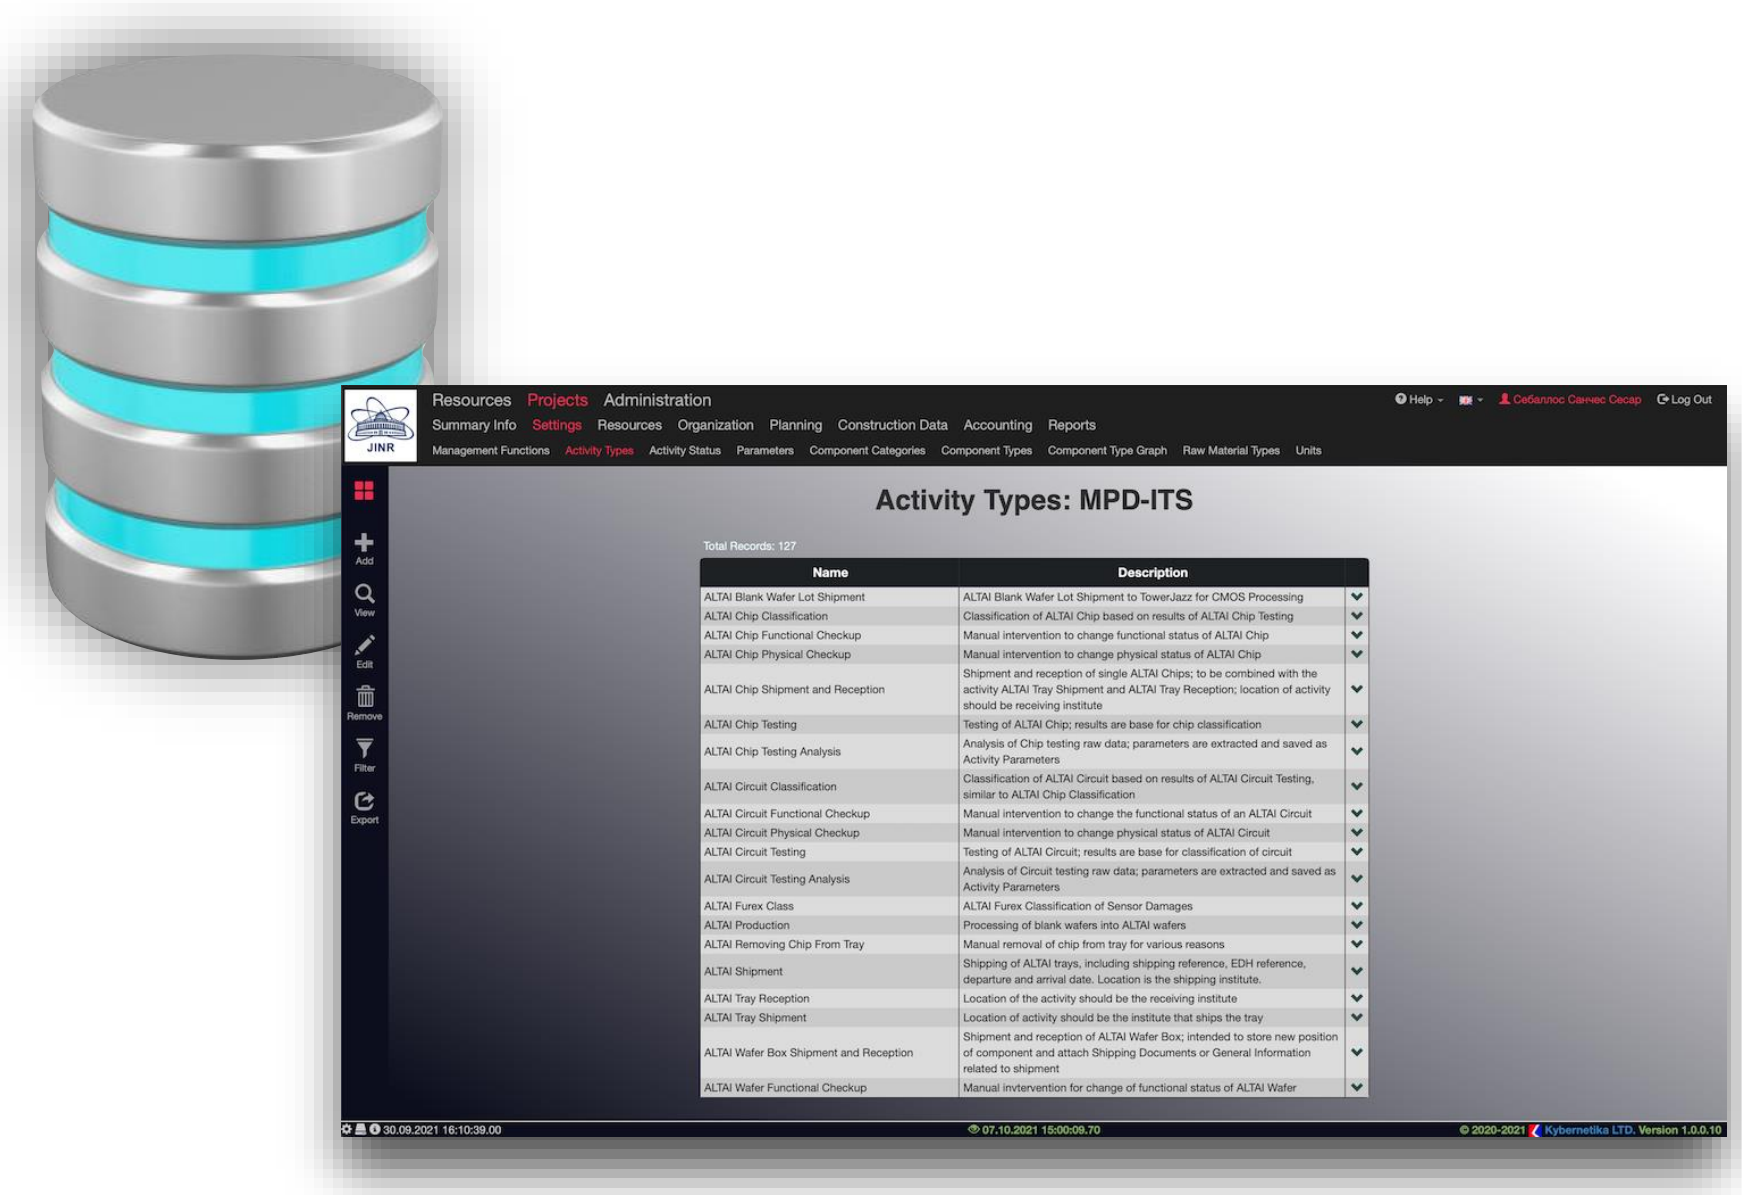 JINR
Resources Projects Administration
Help
Себаллос Санчес Сесар
Log Out
Summary Info Settings Resources Organization Planning Construction Data Accounting Reports
Management Functions Activity Types Activity Status Parameters Component Categories Component Types Component Type Graph Raw Material Types Units
Add
View
Edit
Remove
Filter
Export
Activity Types: MPD-ITS
Total Records: 127
Name Description
ALTAI Blank Wafer Lot Shipment ALTAI Blank Wafer Lot Shipment to TowerJazz for CMOS Processing
ALTAI Chip Classification Classification of ALTAI Chip based on results of ALTAI Chip Testing
ALTAI Chip Functional Checkup Manual intervention to change functional status of ALTAI Chip
ALTAI Chip Physical Checkup Manual intervention to change physical status of ALTAI Chip
ALTAI Chip Shipment and Reception
Shipment and reception of single ALTAI Chips; to be combined with the
activity ALTAI Tray Shipment and ALTAI Tray Reception; location of activity
should be receiving institute
ALTAI Chip Testing Testing of ALTAI Chip; results are base for chip classification
ALTAI Chip Testing Analysis
Analysis of Chip testing raw data; parameters are extracted and saved as
Activity Parameters
ALTAI Circuit Classification
Classification of ALTAI Circuit based on results of ALTAI Circuit Testing,
similar to ALTAI Chip Classification
ALTAI Circuit Functional Checkup Manual intervention to change the functional status of an ALTAI Circuit
ALTAI Circuit Physical Checkup Manual intervention to change physical status of ALTAI Circuit
ALTAI Circuit Testing Testing of ALTAI Circuit; results are base for classification of circuit
ALTAI Circuit Testing Analysis
Analysis of Circuit testing raw data; parameters are extracted and saved as
Activity Parameters
ALTAI Furex Class ALTAI Furex Classification of Sensor Damages
ALTAI Production Processing of blank wafers into ALTAI wafers
ALTAI Removing Chip From Tray Manual removal of chip from tray for various reasons
ALTAI Shipment
Shipping of ALTAI trays, including shipping reference, EDH reference,
departure and arrival date. Location is the shipping institute.
ALTAI Tray Reception Location of the activity should be the receiving institute
ALTAI Tray Shipment Location of activity should be the institute that ships the tray
ALTAI Wafer Box Shipment and Reception
Shipment and reception of ALTAI Wafer Box; intended to store new position
of component and attach Shipping Documents or General Information
related to shipment
ALTAI Wafer Functional Checkup Manual invtervention for change of functional status of ALTAI Wafer
30.09.2021 16:10:39.00
07.10.2021 15:00:09.70
© 2020-2021 Kybernetika LTD. Version 1.0.0.10